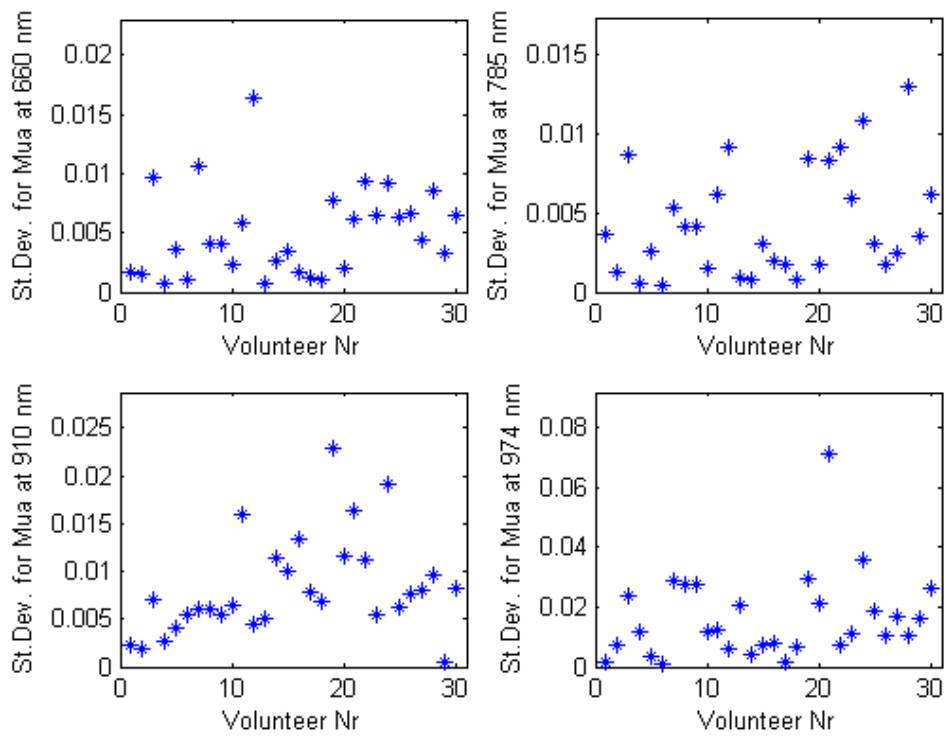 St.Dev. for Mua at 660 nm
0.02
0.015
0.01
0.005
0
0 10 20 30
Volunteer Nr
St.Dev. for Mua at 785 nm
0.015
0.01
0.005
0
0 10 20 30
Volunteer Nr
St.Dev. for Mua at 910 nm
0.025
0.02
0.015
0.01
0.005
0
0 10 20 30
Volunteer Nr
St.Dev. for Mua at 974 nm
0.08
0.06
0.04
0.02
0
0 10 20 30
Volunteer Nr